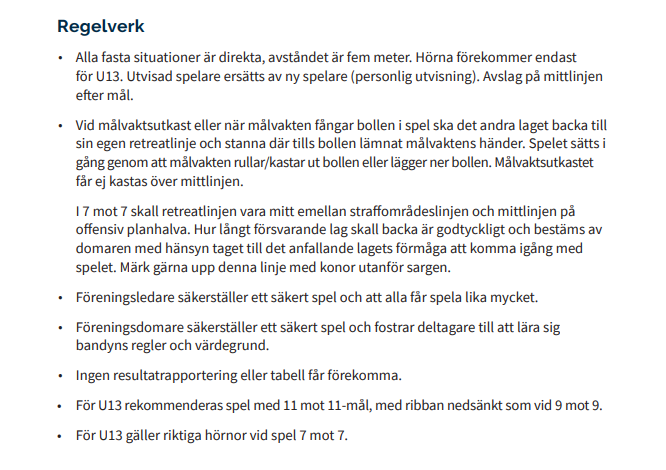 Regelverk
• Alla fasta situationer är direkta, avståndet är fem meter. Hörna förekommer endast
för U13. Utvisad spelare ersätts av ny spelare (personlig utvisning). Avslag på mittlinjen
efter mål.
• Vid målvaktsutkast eller när målvakten fångar bollen i spel ska det andra laget backa till
sin egen retreatlinje och stanna där tills bollen lämnat målvaktens händer. Spelet sätts i
gång genom att målvakten rullar/kastar ut bollen eller lägger ner bollen. Målvaktsutkastet
får ej kastas över mittlinjen.
I 7 mot 7 skall retreatlinjen vara mitt emellan straffområdeslinjen och mittlinjen på
offensiv planhalva. Hur långt försvarande lag skall backa är godtyckligt och bestäms av
domaren med hänsyn taget till det anfallande lagets förmåga att komma igång med
spelet. Märk gärna upp denna linje med konor utanför sargen.
• Föreningsledare säkerställer ett säkert spel och att alla får spela lika mycket.
• Föreningsdomare säkerställer ett säkert spel och fostrar deltagare till att lära sig
bandyns regler och värdegrund.
• Ingen resultatrapportering eller tabell får förekomma.
• För U13 rekommenderas spel med 11 mot 11-mål, med ribban nedsänkt som vid 9 mot 9.
• För U13 gäller riktiga hörnor vid spel 7 mot 7.